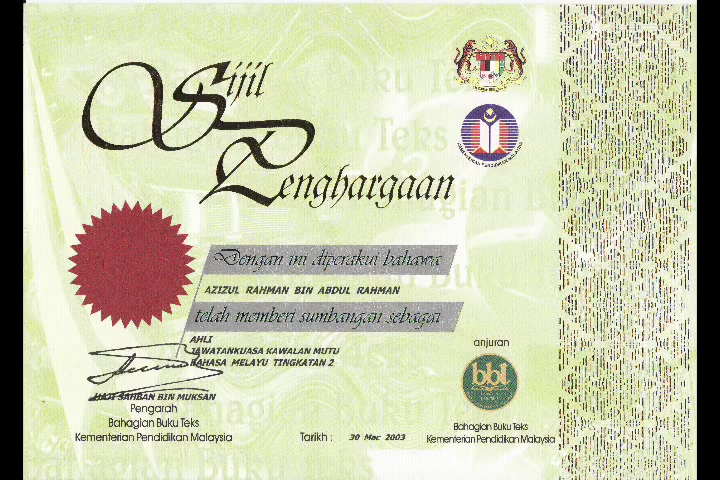 Sijil
Penghargaan
Dengan ini diperakui bahawa
AZIZUL RAHMAN BIN ABDUL RAHMAN
telah memberi sumbangan sebagai
AHLI
JAWATANKUASA KAWALAN MUTU
BAHASA MELAYU TINGKATAN 2
HAJI SAHBAN BIN MUKSAN
Pengarah
Bahagian Buku Teks
Kementerian Pendidikan Malaysia
Tarikh : 30 Mac 2003
anjuran
bbt
Bahagian Buku Teks
Kementerian Pendidikan Malaysia